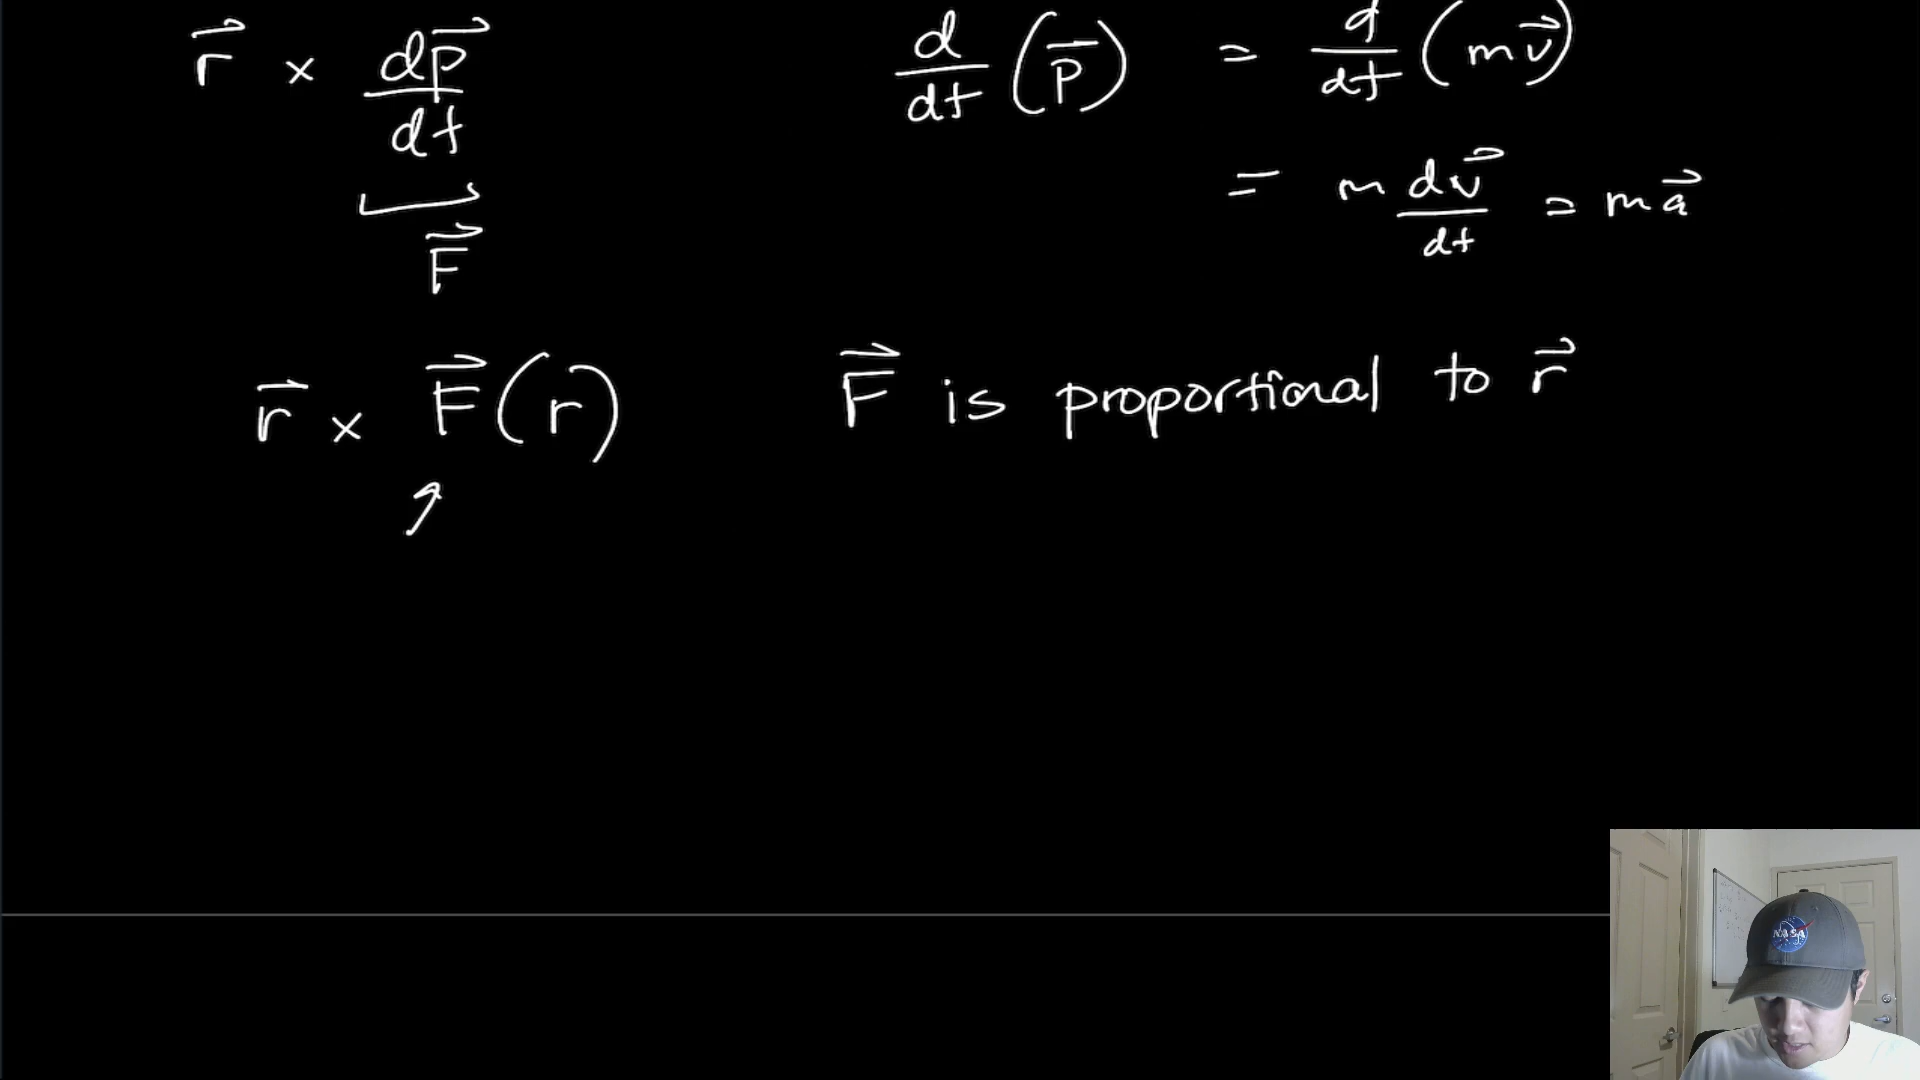 r⃗ × dp⃗/dt
F⃗
d/dt (p⃗) = d/dt (mv⃗)
= m dv⃗/dt = ma⃗
r⃗ × F⃗(r)
F⃗ is proportional to r⃗
NASA